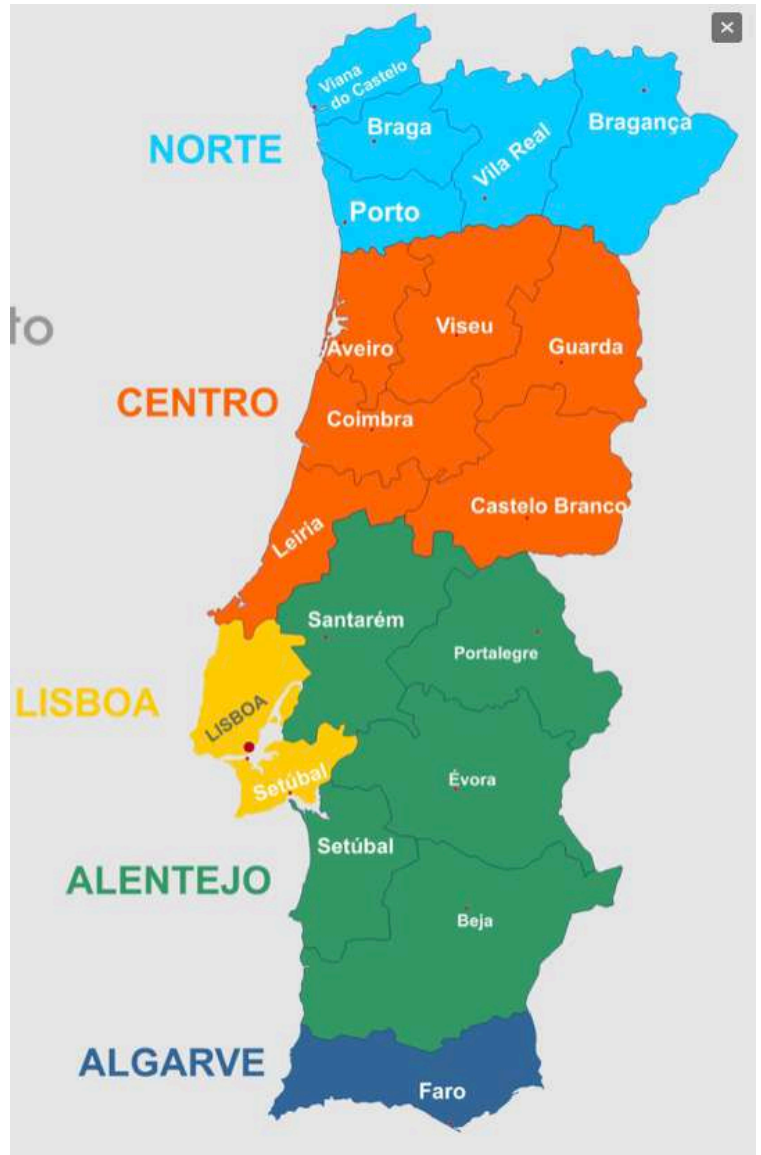 ×
Viana
do Castelo
Braga
Vila Real
Bragança
NORTE
Porto
to
Viseu
Aveiro
Guarda
CENTRO
Coimbra
Castelo Branco
Leiria
Santarém
Portalegre
LISBOA
LISBOA
Évora
Setúbal
Setúbal
ALENTEJO
Beja
ALGARVE
Faro